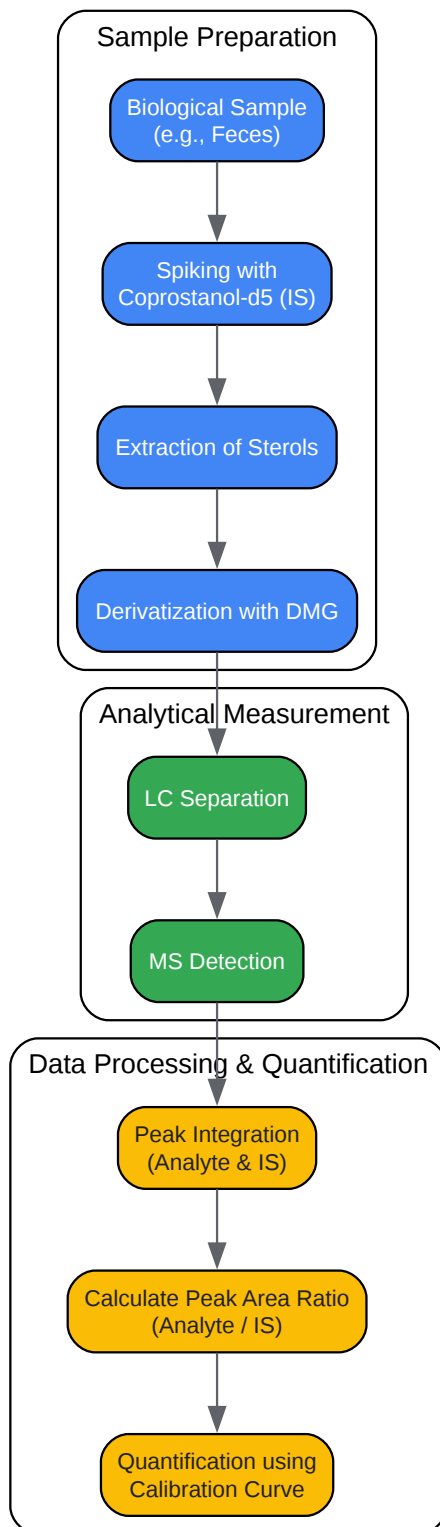 Sample Preparation
Biological Sample
(e.g., Feces)
Spiking with
Coprostanol-d5 (IS)
Extraction of Sterols
Derivatization with DMG
Analytical Measurement
LC Separation
MS Detection
Data Processing & Quantification
Peak Integration
(Analyte & IS)
Calculate Peak Area Ratio
(Analyte / IS)
Quantification using
Calibration Curve